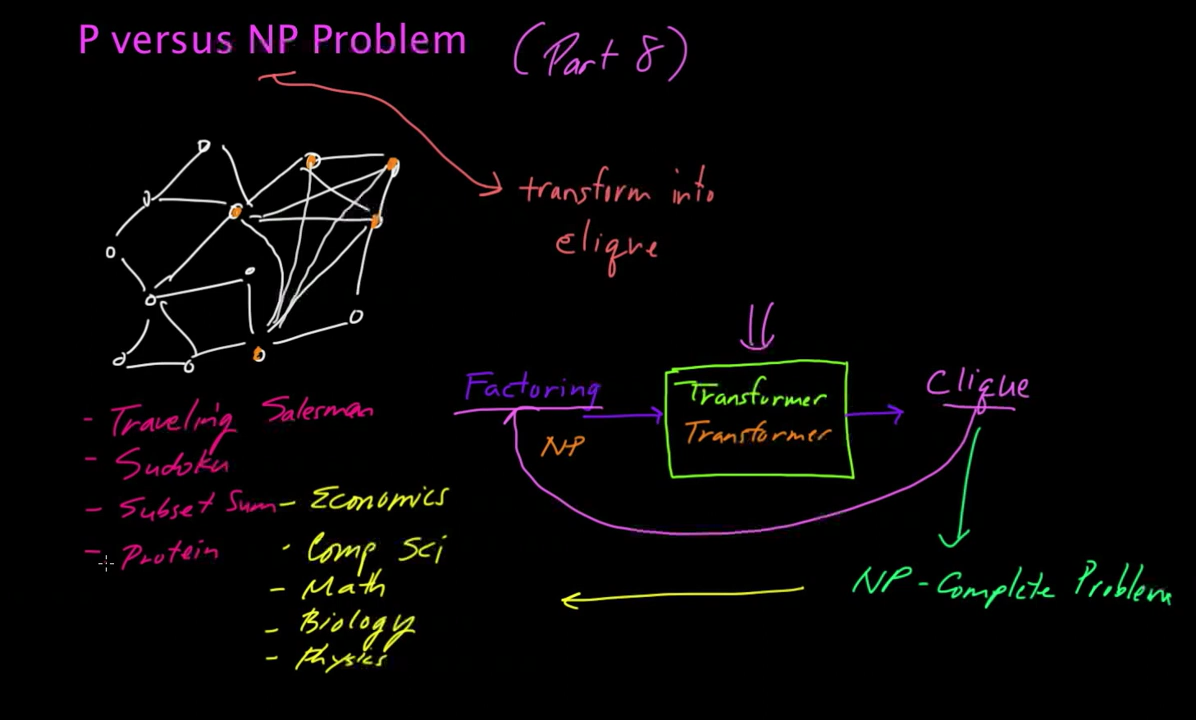 P versus NP Problem (Part 8)
transform into
clique
Factoring
NP
Transformer
Transformer
Clique
- Traveling Salesman
- Sudoku
- Subset Sum
- Protein
- Economics
- Comp Sci
- Math
- Biology
- Physics
NP-Complete Problem